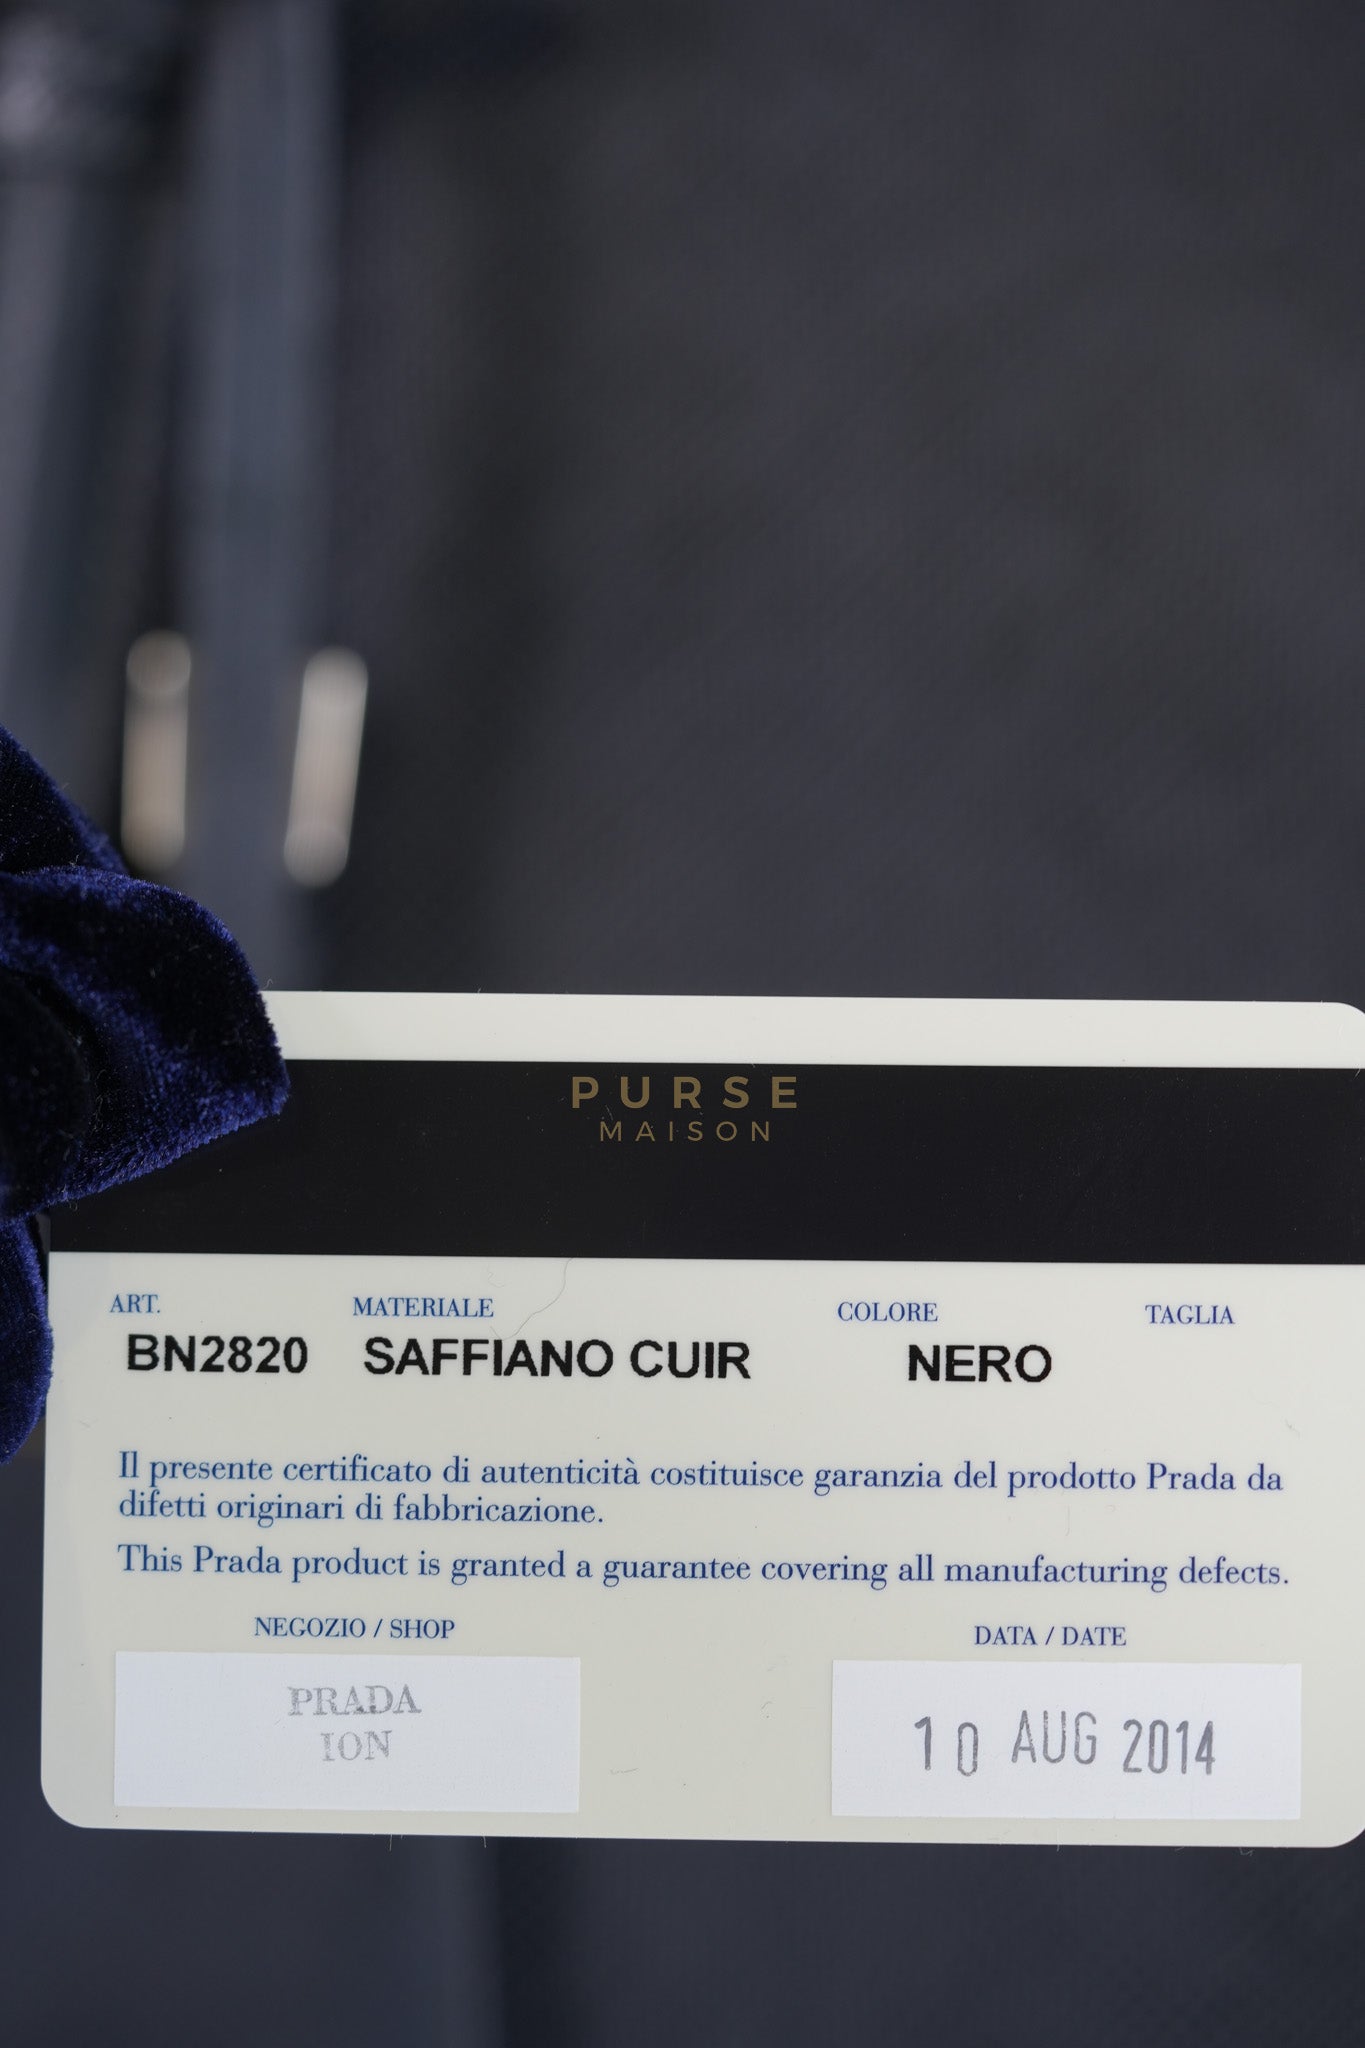 PURSE
MAISON
ART. MATERIALE COLORE TAGLIA
BN2820 SAFFIANO CUIR NERO
Il presente certificato di autenticità costituisce garanzia del prodotto Prada da
difetti originari di fabbricazione.
This Prada product is granted a guarantee covering all manufacturing defects.
NEGOZIO / SHOP DATA / DATE
PRADA
ION
10 AUG 2014